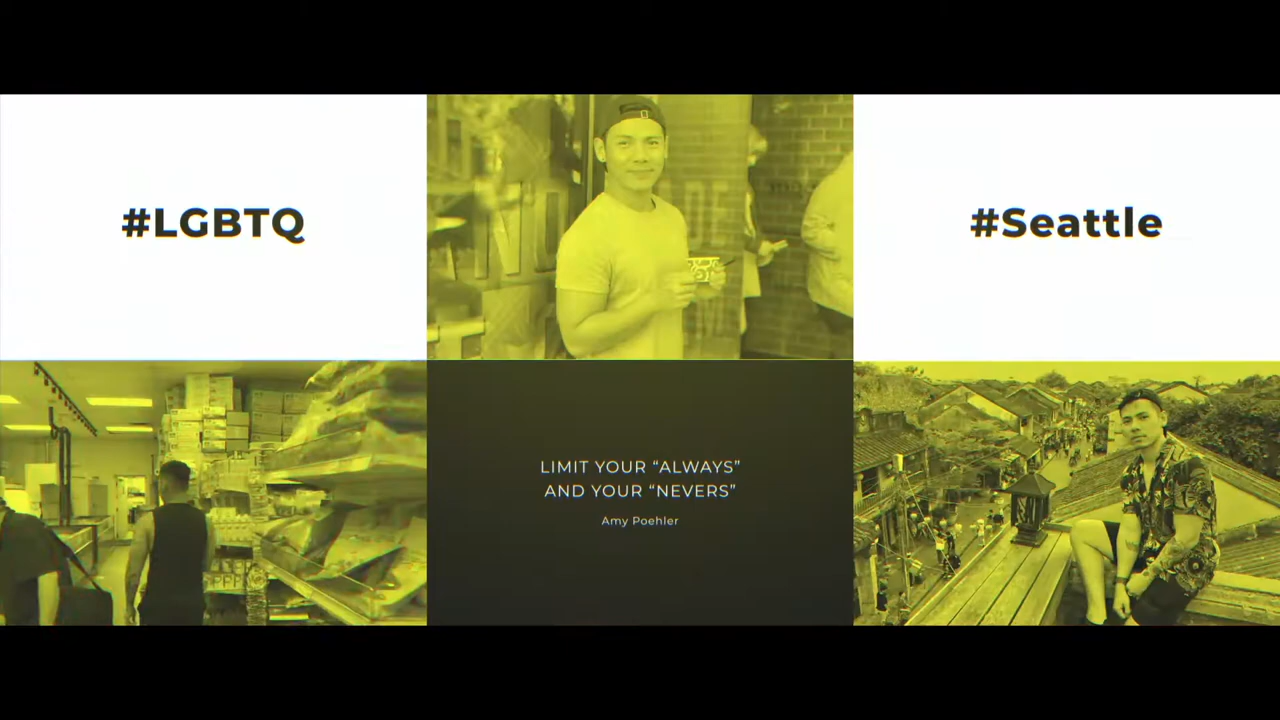 #LGBTQ
#Seattle
LIMIT YOUR “ALWAYS”
AND YOUR “NEVERS”
Amy Poehler